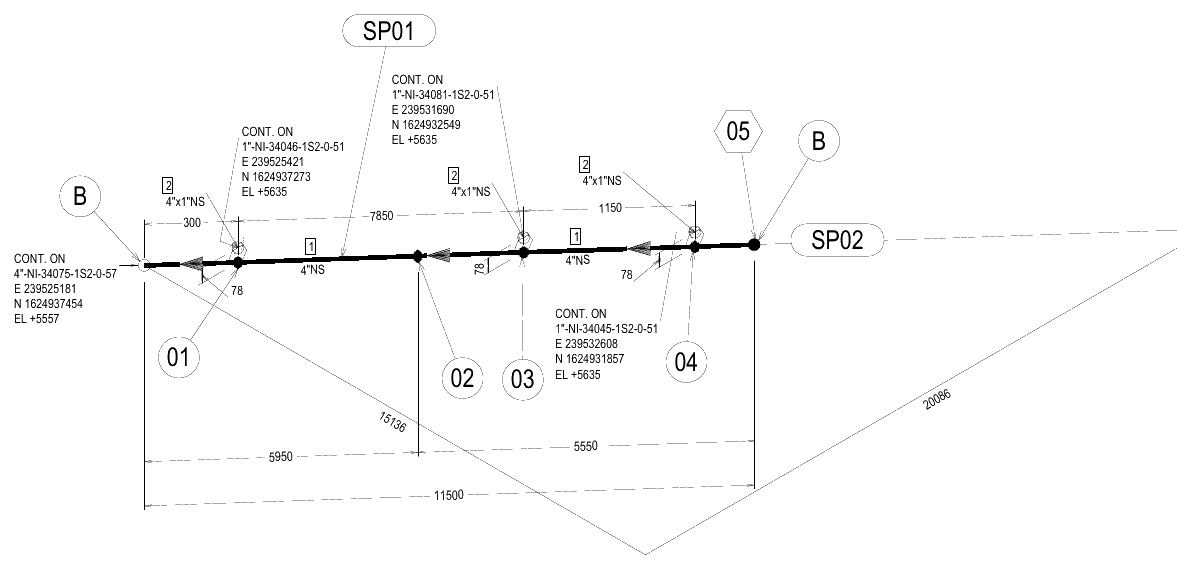 SP01
CONT. ON
1"-NI-34081-1S2-0-51
E 239531690
N 1624932549
EL +5635
05
B
CONT. ON
1"-NI-34046-1S2-0-51
E 239525421
N 1624937273
EL +5635
2
4"x1"NS
2
4"x1"NS
2
4"x1"NS
B
300
7850
1150
SP02
1
4"NS
1
4"NS
CONT. ON
4"-NI-34075-1S2-0-57
E 239525181
N 1624937454
EL +5557
78
78
78
CONT. ON
1"-NI-34045-1S2-0-51
E 239532608
N 1624931857
EL +5635
01
02
03
04
15136
20086
5950
5550
11500